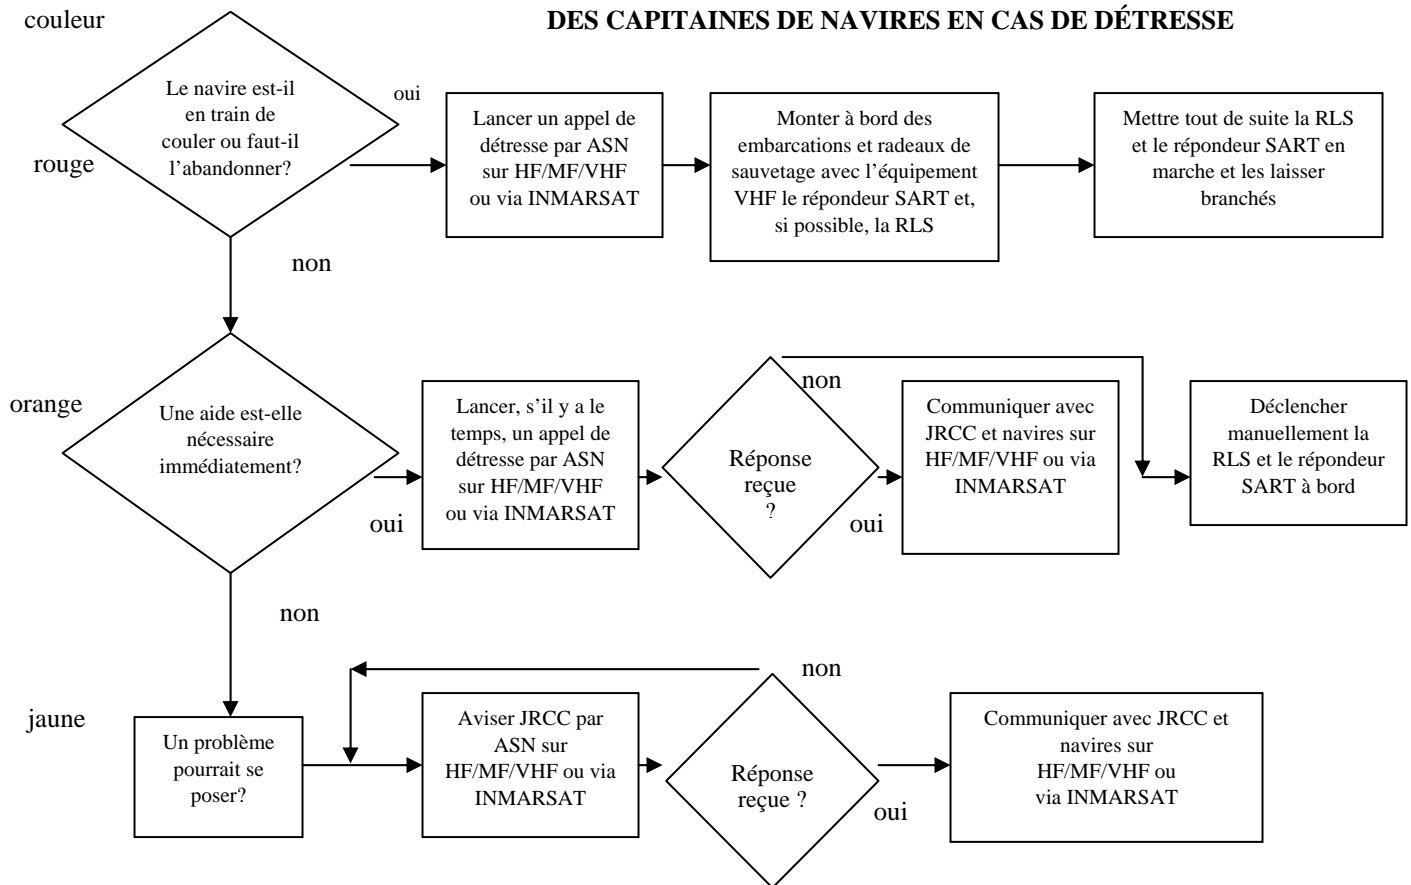 couleur
DES CAPITAINES DE NAVIRES EN CAS DE DÉTRESSE
rouge
Le navire est-il
en train de
couler ou faut-il
l’abandonner?
oui
Lancer un appel de
détresse par ASN
sur HF/MF/VHF
ou via INMARSAT
Monter à bord des
embarcations et radeaux de
sauvetage avec l’équipement
VHF le répondeur SART et,
si possible, la RLS
Mettre tout de suite la RLS
et le répondeur SART en
marche et les laisser
branchés
non
orange
Une aide est-elle
nécessaire
immédiatement?
oui
Lancer, s’il y a le
temps, un appel de
détresse par ASN
sur HF/MF/VHF
ou via INMARSAT
Réponse
reçue
?
non
oui
Communiquer avec
JRCC et navires sur
HF/MF/VHF ou via
INMARSAT
Déclencher
manuellement la
RLS et le répondeur
SART à bord
non
jaune
Un problème
pourrait se
poser?
Aviser JRCC par
ASN sur
HF/MF/VHF ou via
INMARSAT
Réponse
reçue ?
non
oui
Communiquer avec JRCC et
navires sur
HF/MF/VHF ou
via INMARSAT